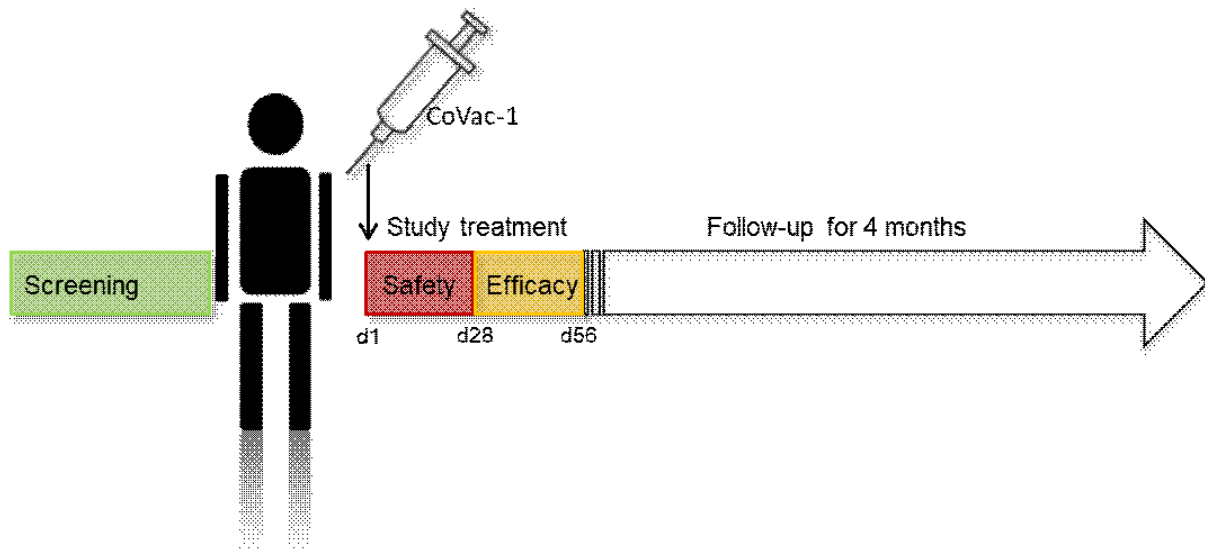 CoVac-1
Study treatment
Follow-up for 4 months
Screening
Safety
Efficacy
d1
d28
d56